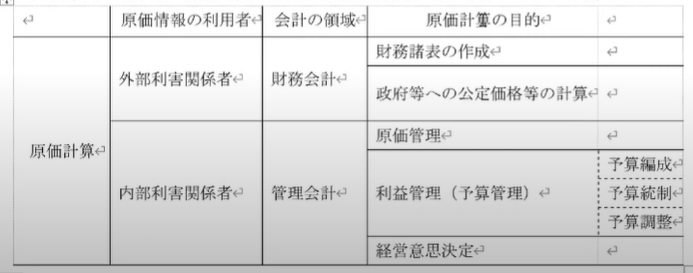 原価情報の利用者 会計の領域 原価計算の目的
原価計算
外部利害関係者 財務会計 財務諸表の作成
政府等への公定価格等の計算
内部利害関係者 管理会計 原価管理
利益管理（予算管理） 予算編成
予算統制
予算調整
経営意思決定